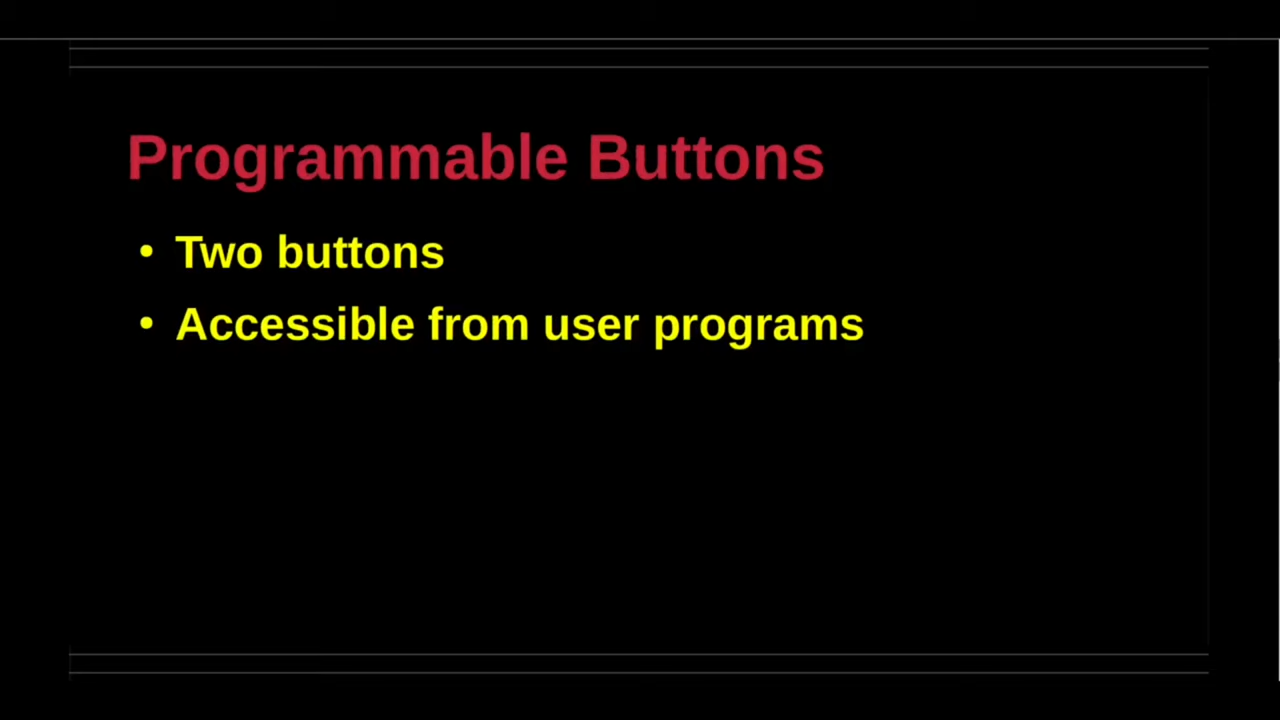 Programmable Buttons
• Two buttons
• Accessible from user programs